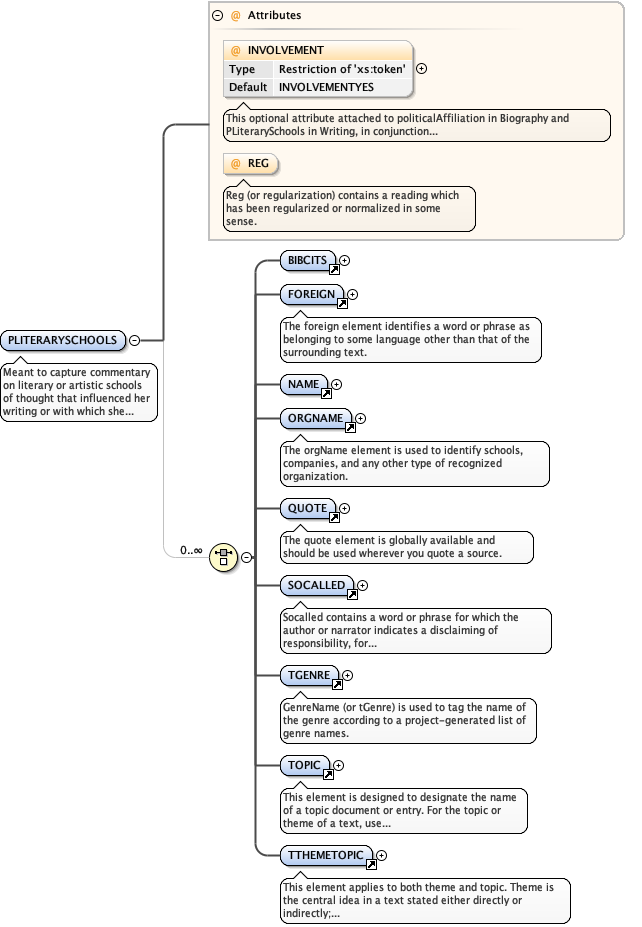 Attributes
INVOLVEMENT
Type Restriction of 'xs:token'
Default INVOLVEMENTYES
This optional attribute attached to politicalAffiliation in Biography and
PLiterarySchools in Writing, in conjunction...
REG
Reg (or regularization) contains a reading which
has been regularized or normalized in some
sense.
PLITERARYSCHOOLS
Meant to capture commentary
on literary or artistic schools
of thought that influenced her
writing or with which she...
0..∞
BIBCITS
FOREIGN
The foreign element identifies a word or phrase as
belonging to some language other than that of the
surrounding text.
NAME
ORGNAME
The orgName element is used to identify schools,
companies, and any other type of recognized
organization.
QUOTE
The quote element is globally available and
should be used wherever you quote a source.
SOCALLED
Socalled contains a word or phrase for which the
author or narrator indicates a disclaiming of
responsibility, for...
TGENRE
GenreName (or tGenre) is used to tag the name of
the genre according to a project-generated list of
genre names.
TOPIC
This element is designed to designate the name
of a topic document or entry. For the topic or
theme of a text, use...
TTHEMETOPIC
This element applies to both theme and topic. Theme is
the central idea in a text stated either directly or
indirectly;...